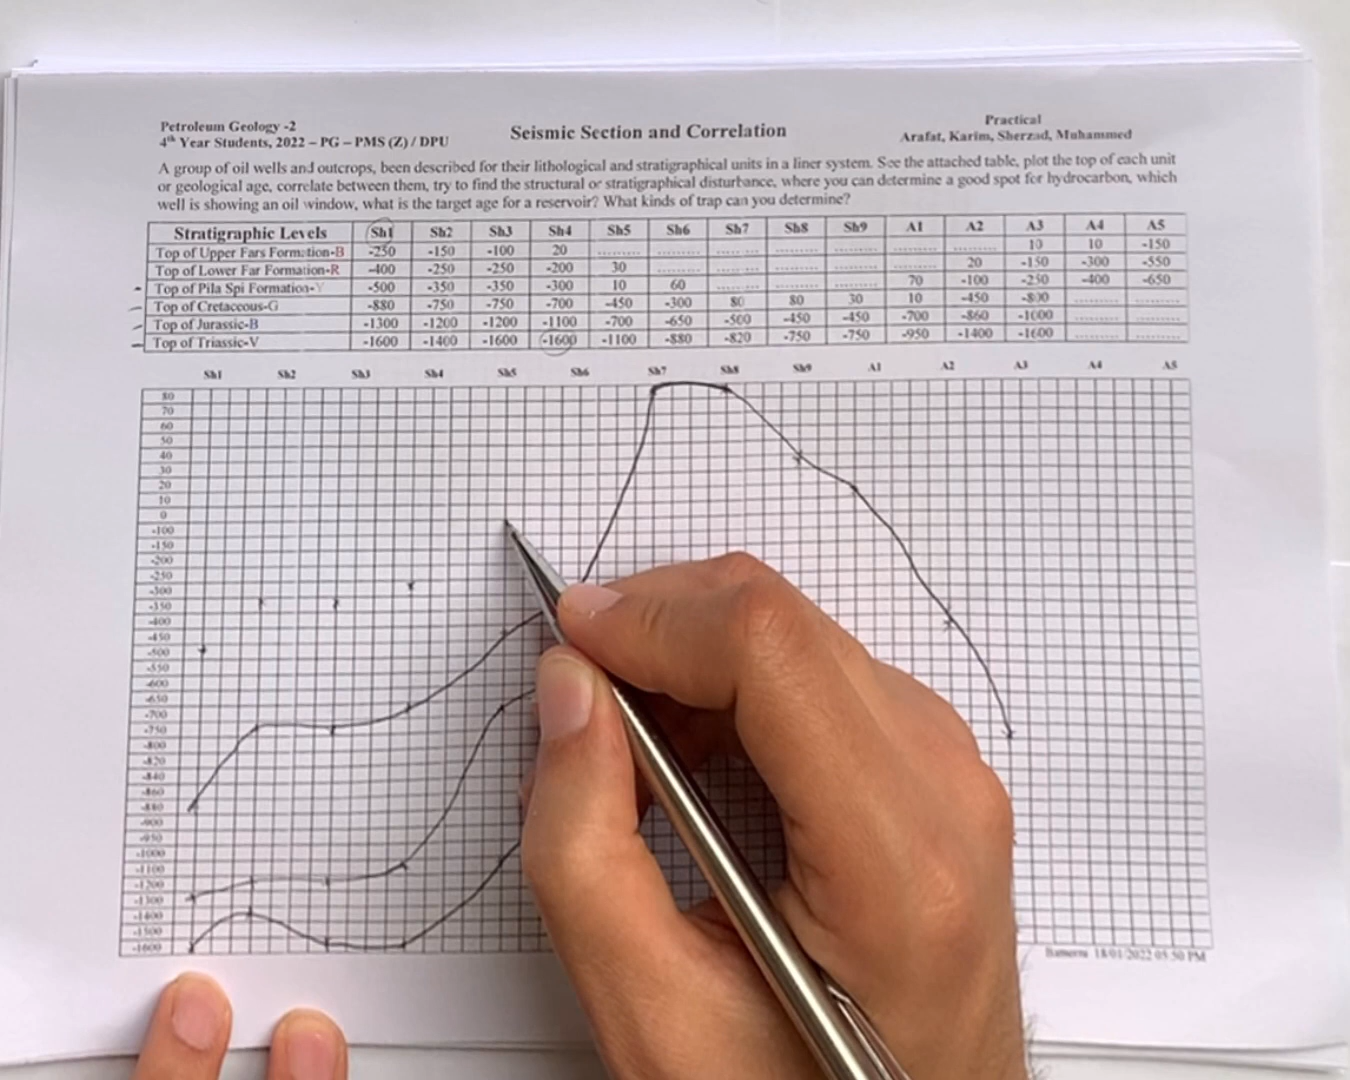 Petroleum Geology -2
4th Year Students, 2022 – PG – PMS (Z) / DPU
Seismic Section and Correlation
Practical
Arafat, Karim, Sherzad, Muhammed
A group of oil wells and outcrops, been described for their lithological and stratigraphical units in a liner system. See the attached table, plot the top of each unit
or geological age, correlate between them, try to find the structural or stratigraphical disturbance, where you can determine a good spot for hydrocarbon, which
well is showing an oil window, what is the target age for a reservoir? What kinds of trap can you determine?
Stratigraphic Levels Sh1 Sh2 Sh3 Sh4 Sh5 Sh6 Sh7 Sh8 Sh9 A1 A2 A3 A4 A5
Top of Upper Fars Formation-B -250 -150 -100 20 ......... ......... ......... ......... ......... ......... ......... 10 10 -150
Top of Lower Far Formation-R -400 -250 -250 -200 30 ......... ......... ......... ......... ......... 20 -150 -300 -550
Top of Pila Spi Formation-Y -500 -350 -350 -300 10 60 ......... ......... ......... 70 -100 -250 -400 -650
Top of Cretaceous-G -880 -750 -750 -700 -450 -300 80 80 30 10 -450 -800 ......... .........
Top of Jurassic-B -1300 -1200 -1200 -1100 -700 -650 -500 -450 -450 -700 -860 -1000 ......... .........
Top of Triassic-V -1600 -1400 -1600 -1600 -1100 -880 -820 -750 -750 -950 -1400 -1600 ......... .........
Sh1 Sh2 Sh3 Sh4 Sh5 Sh6 Sh7 Sh8 Sh9 A1 A2 A3 A4 A5
80
70
60
50
40
30
20
10
0
-100
-150
-200
-250
-300
-350
-400
-450
-500
-550
-600
-650
-700
-750
-800
-820
-840
-860
-880
-900
-950
-1000
-1100
-1200
-1300
-1400
-1500
-1600
18/01/2022 05:50 PM